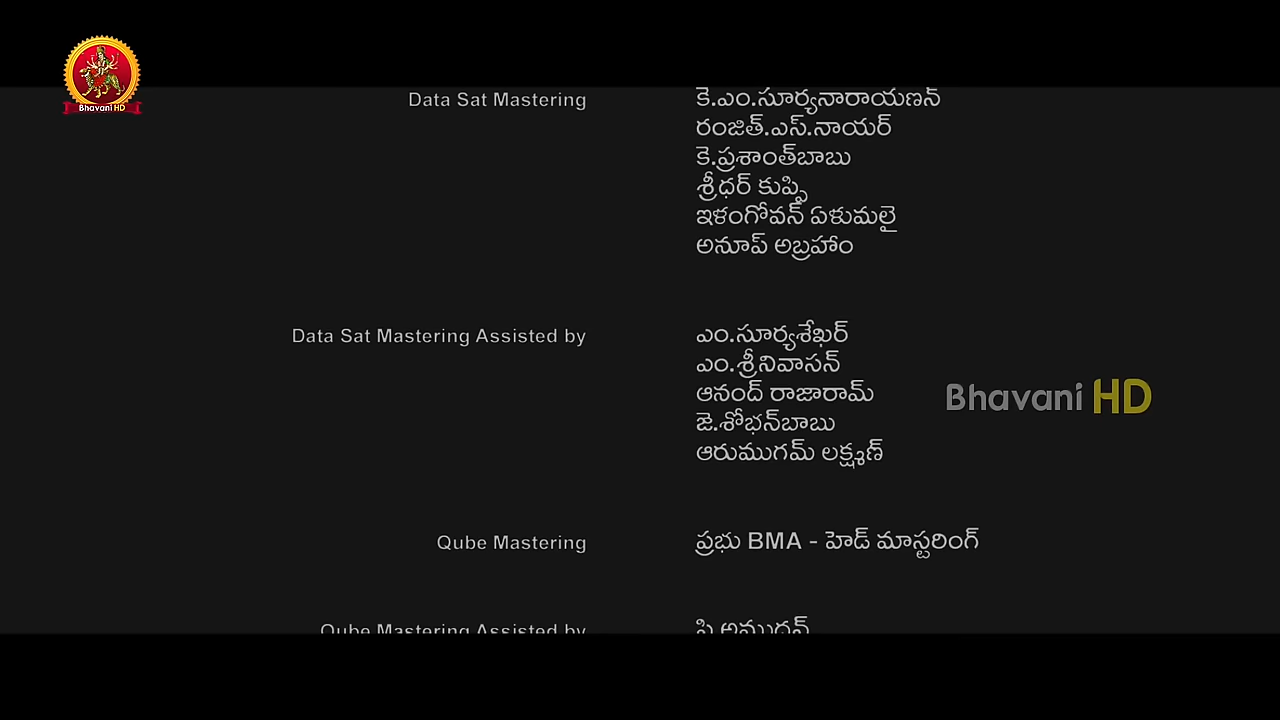 Bhavani HD
Data Sat Mastering
కె.ఎం.సూర్యనారాయణన్
రంజిత్.ఎస్.నాయర్
కె.ప్రశాంత్‌బాబు
శ్రీధర్ కుప్పి
ఇళంగోవన్ ఏళుమలై
అనూప్ అబ్రహాం
Data Sat Mastering Assisted by
ఎం.సూర్యశేఖర్
ఎం.శ్రీనివాసన్
ఆనంద్ రాజారామ్
జె.శోభన్‌బాబు
ఆరుముగమ్ లక్ష్మణ్
Bhavani HD
Qube Mastering
ప్రభు BMA - హెడ్ మాస్టరింగ్
Qube Mastering Assisted by